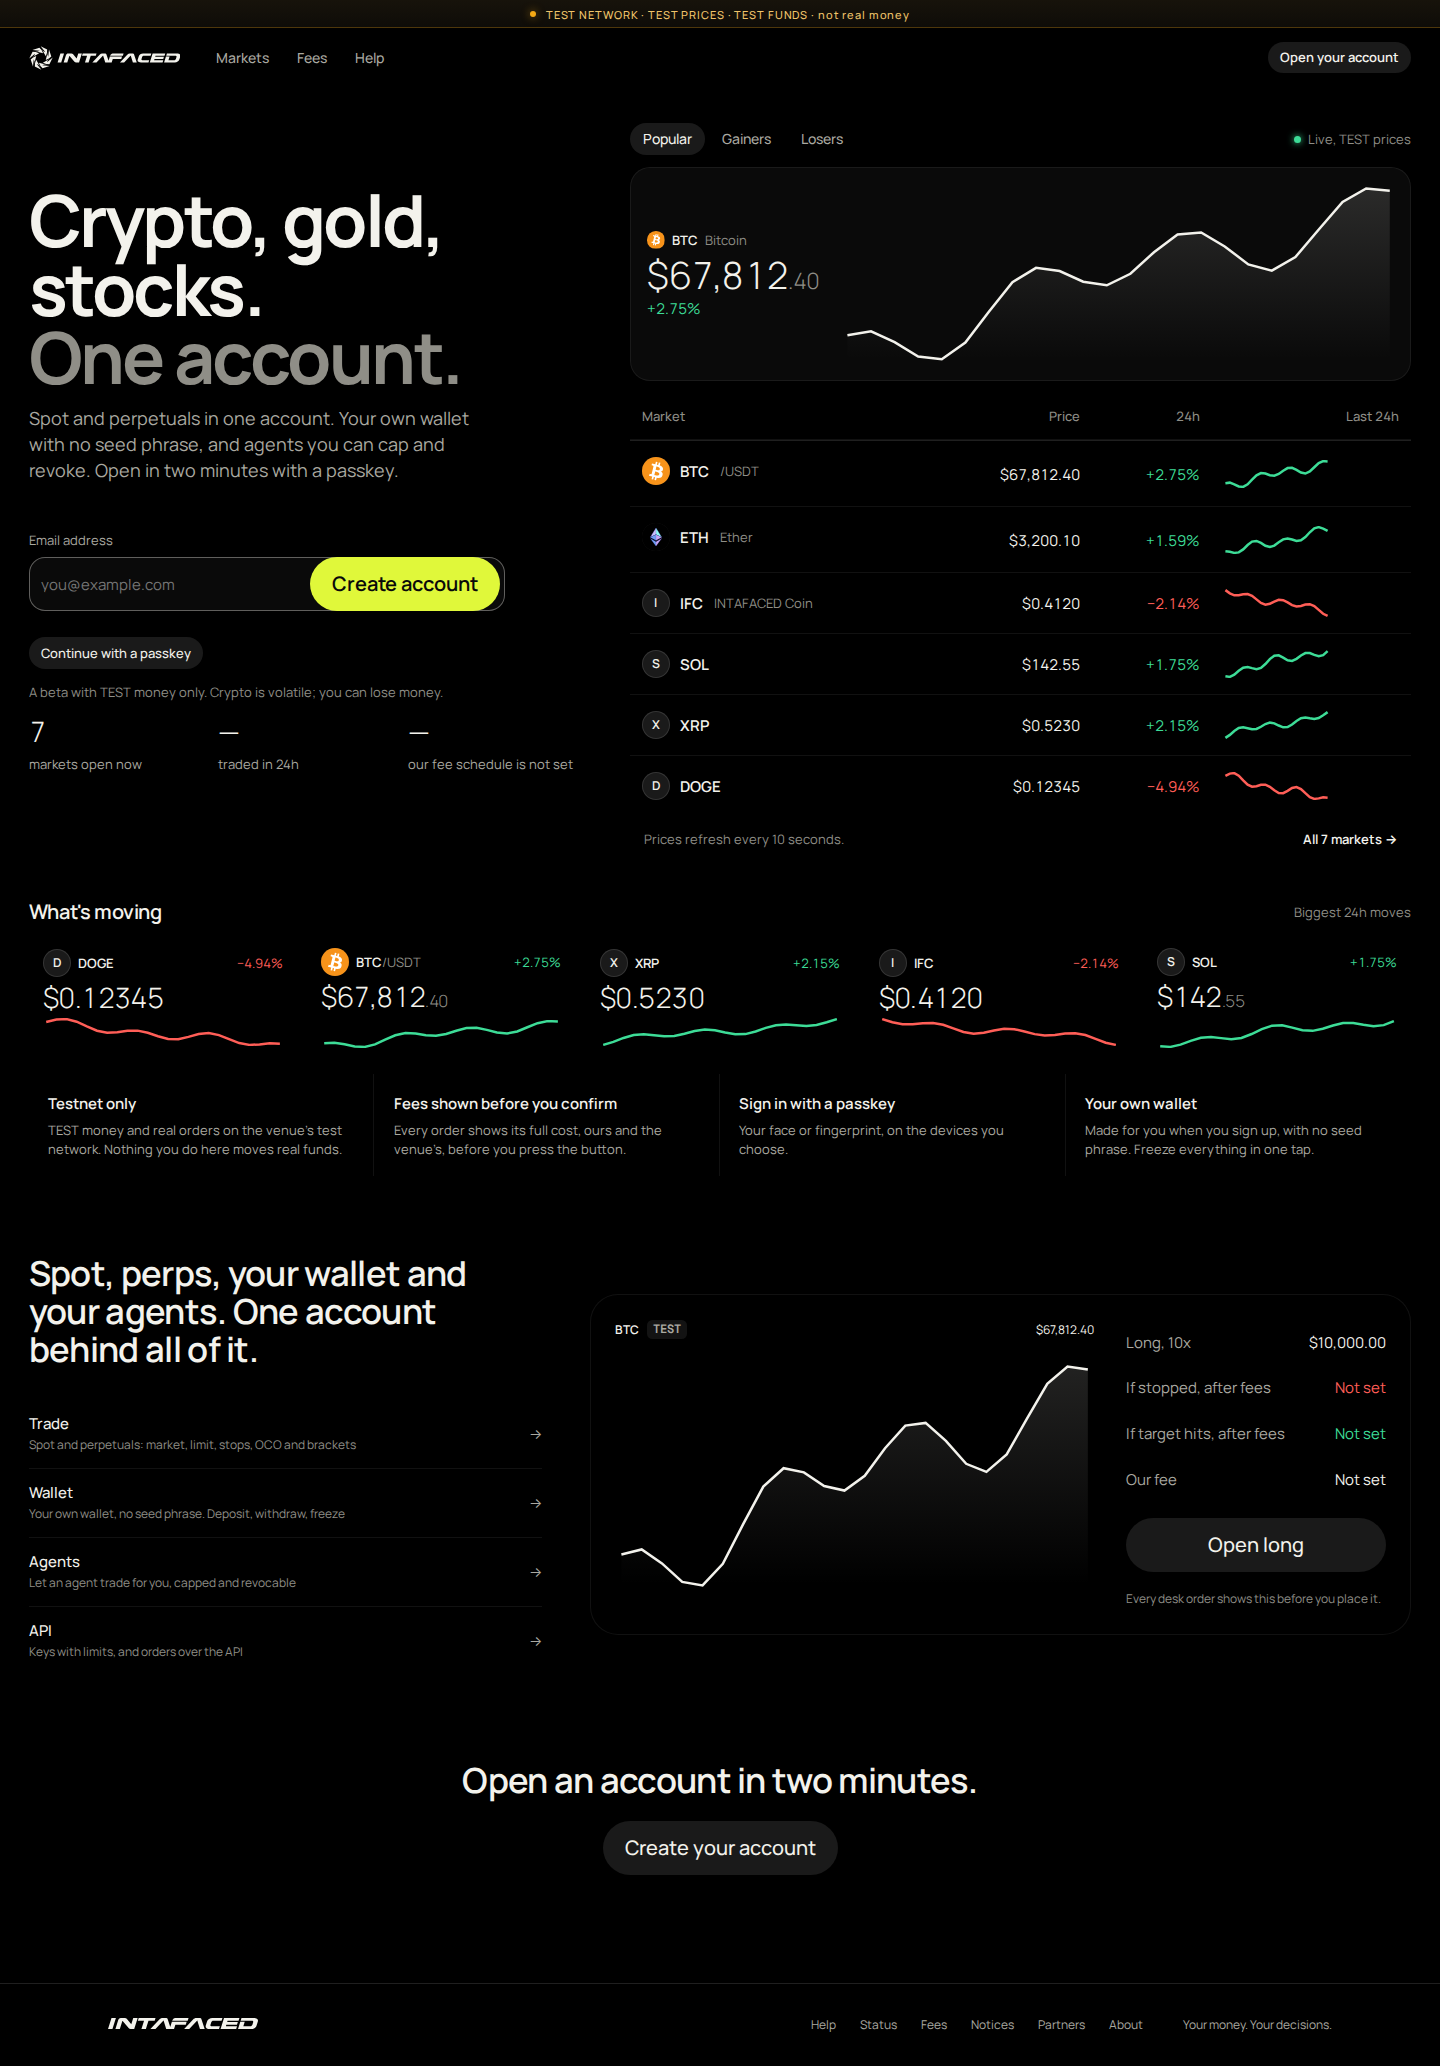 TEST NETWORK · TEST PRICES · TEST FUNDS · not real money
INTAFACED
Markets
Fees
Help
Open your account
Crypto, gold,
stocks.
One account.
Spot and perpetuals in one account. Your own wallet
with no seed phrase, and agents you can cap and
revoke. Open in two minutes with a passkey.
Email address
you@example.com
Create account
Continue with a passkey
A beta with TEST money only. Crypto is volatile; you can lose money.
7
markets open now
—
traded in 24h
—
our fee schedule is not set
Popular
Gainers
Losers
Live, TEST prices
BTC Bitcoin
$67,812.40
+2.75%
Market Price 24h Last 24h
BTC /USDT $67,812.40 +2.75%
ETH Ether $3,200.10 +1.59%
I IFC INTAFACED Coin $0.4120 −2.14%
S SOL $142.55 +1.75%
X XRP $0.5230 +2.15%
D DOGE $0.12345 −4.94%
Prices refresh every 10 seconds.
All 7 markets →
What's moving
Biggest 24h moves
D DOGE −4.94%
$0.12345
BTC/USDT +2.75%
$67,812.40
X XRP +2.15%
$0.5230
I IFC −2.14%
$0.4120
S SOL +1.75%
$142.55
Testnet only
TEST money and real orders on the venue's test
network. Nothing you do here moves real funds.
Fees shown before you confirm
Every order shows its full cost, ours and the
venue's, before you press the button.
Sign in with a passkey
Your face or fingerprint, on the devices you
choose.
Your own wallet
Made for you when you sign up, with no seed
phrase. Freeze everything in one tap.
Spot, perps, your wallet and
your agents. One account
behind all of it.
Trade
Spot and perpetuals: market, limit, stops, OCO and brackets
→
Wallet
Your own wallet, no seed phrase. Deposit, withdraw, freeze
→
Agents
Let an agent trade for you, capped and revocable
→
API
Keys with limits, and orders over the API
→
BTC TEST $67,812.40
Long, 10x $10,000.00
If stopped, after fees Not set
If target hits, after fees Not set
Our fee Not set
Open long
Every desk order shows this before you place it.
Open an account in two minutes.
Create your account
INTAFACED
Help
Status
Fees
Notices
Partners
About
Your money. Your decisions.